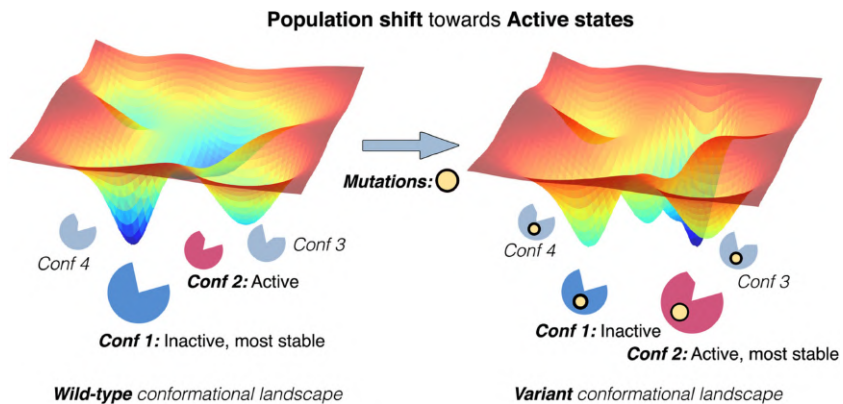 Population shift towards Active states
Mutations:
Conf 4
Conf 3
Conf 2: Active
Conf 1: Inactive, most stable
Wild-type conformational landscape
Conf 4
Conf 3
Conf 1: Inactive
Conf 2: Active, most stable
Variant conformational landscape